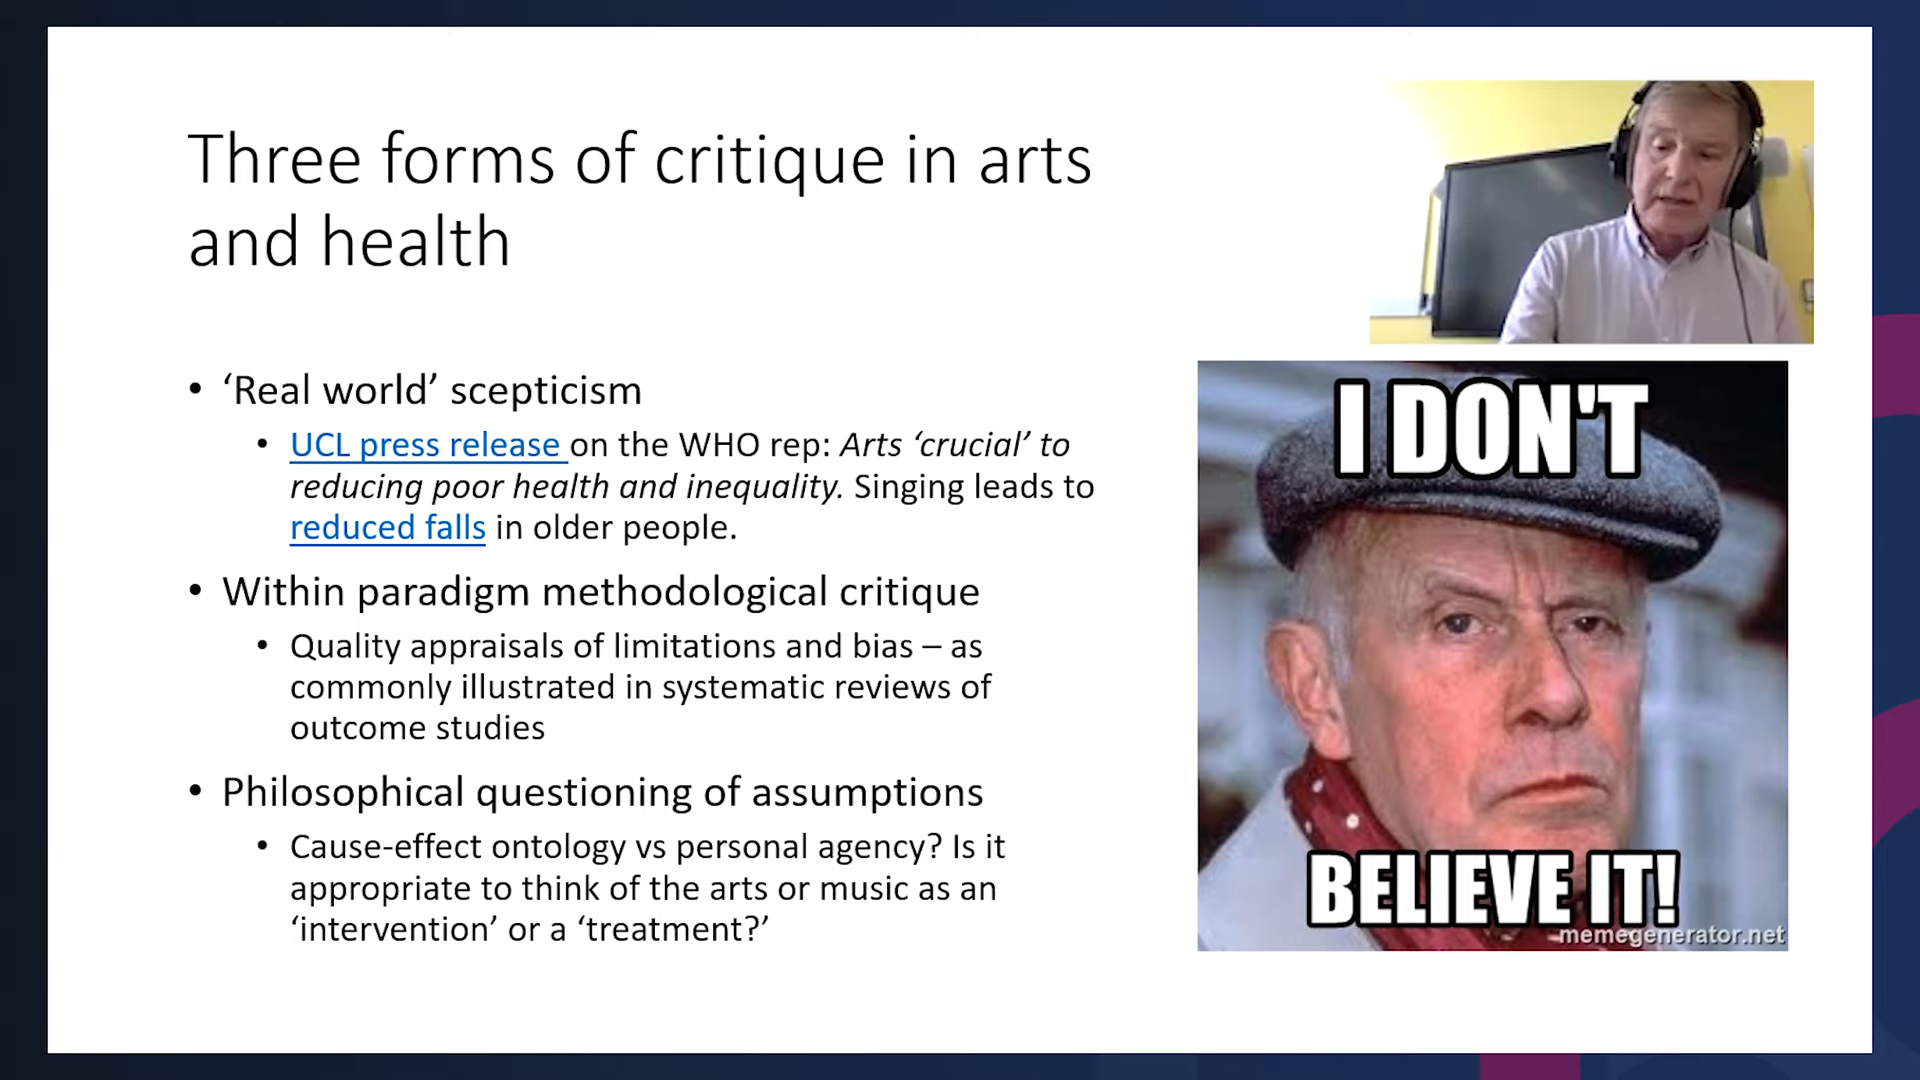 Three forms of critique in arts
and health
• ‘Real world’ scepticism
• UCL press release on the WHO rep: Arts ‘crucial’ to
reducing poor health and inequality. Singing leads to
reduced falls in older people.
• Within paradigm methodological critique
• Quality appraisals of limitations and bias – as
commonly illustrated in systematic reviews of
outcome studies
• Philosophical questioning of assumptions
• Cause-effect ontology vs personal agency? Is it
appropriate to think of the arts or music as an
‘intervention’ or a ‘treatment?’
I DON'T
BELIEVE IT!
memegenerator.net